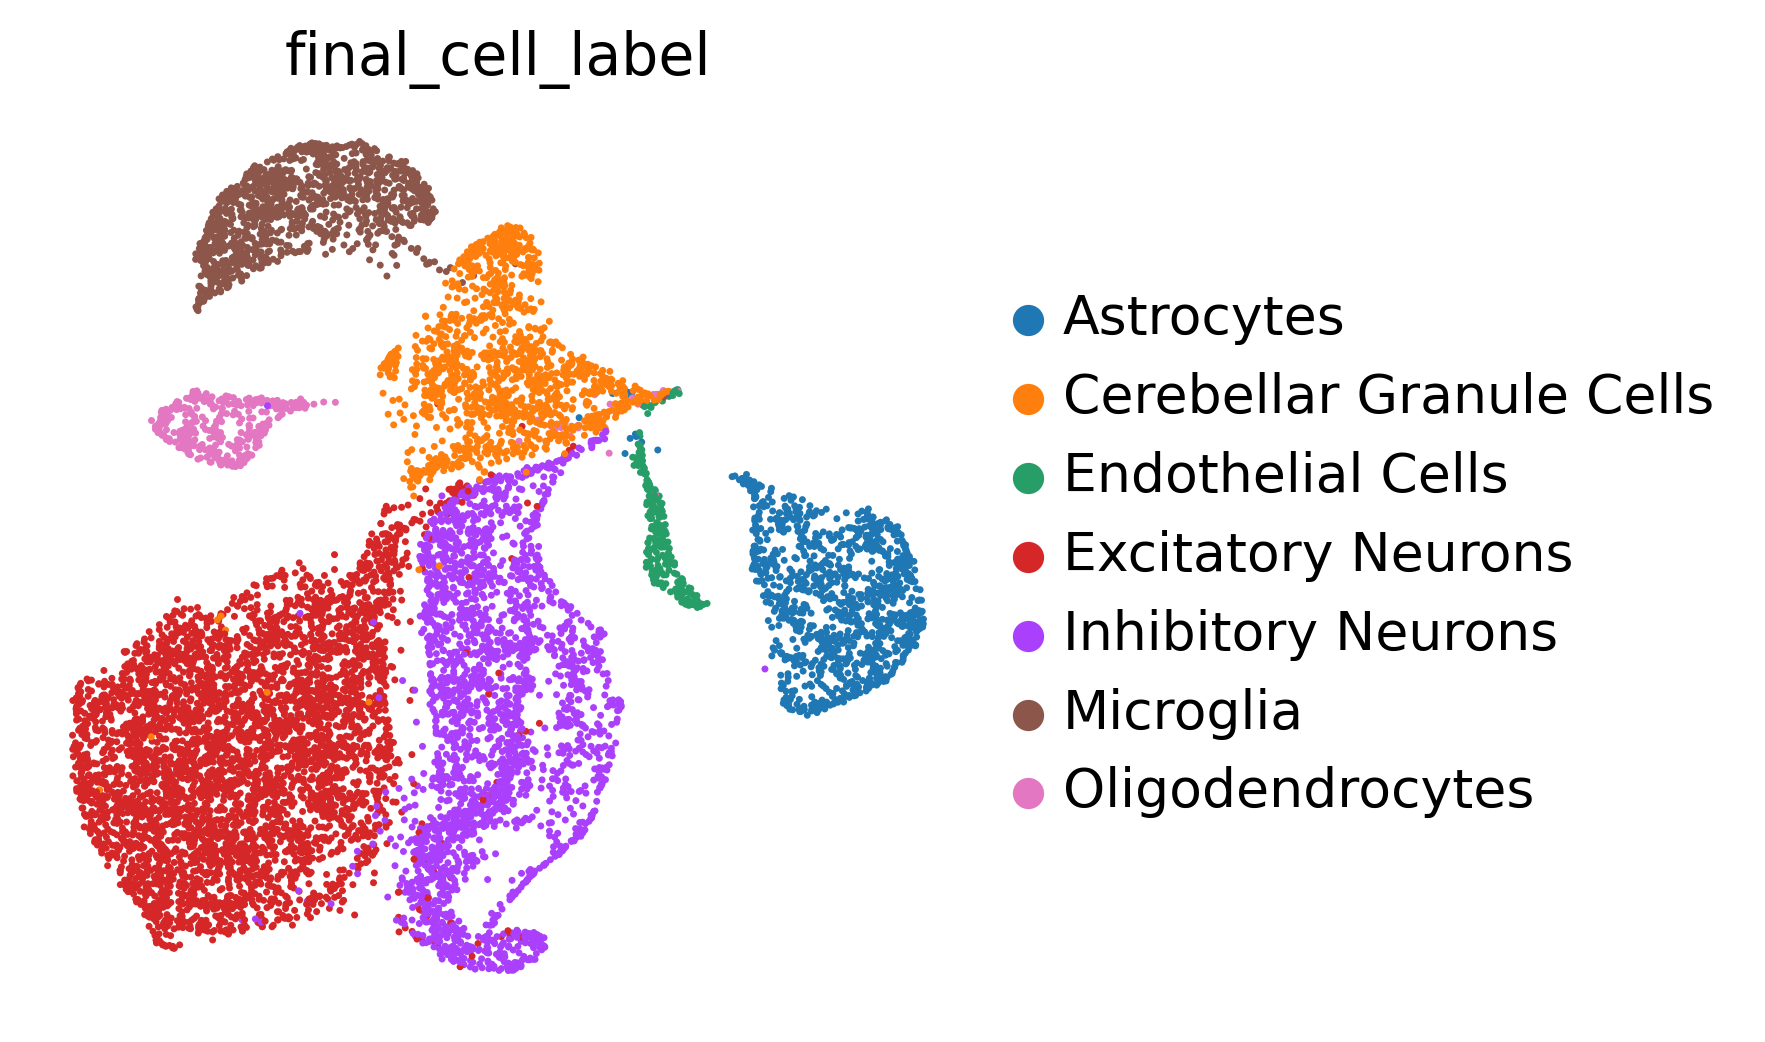 final_cell_label
Astrocytes
Cerebellar Granule Cells
Endothelial Cells
Excitatory Neurons
Inhibitory Neurons
Microglia
Oligodendrocytes